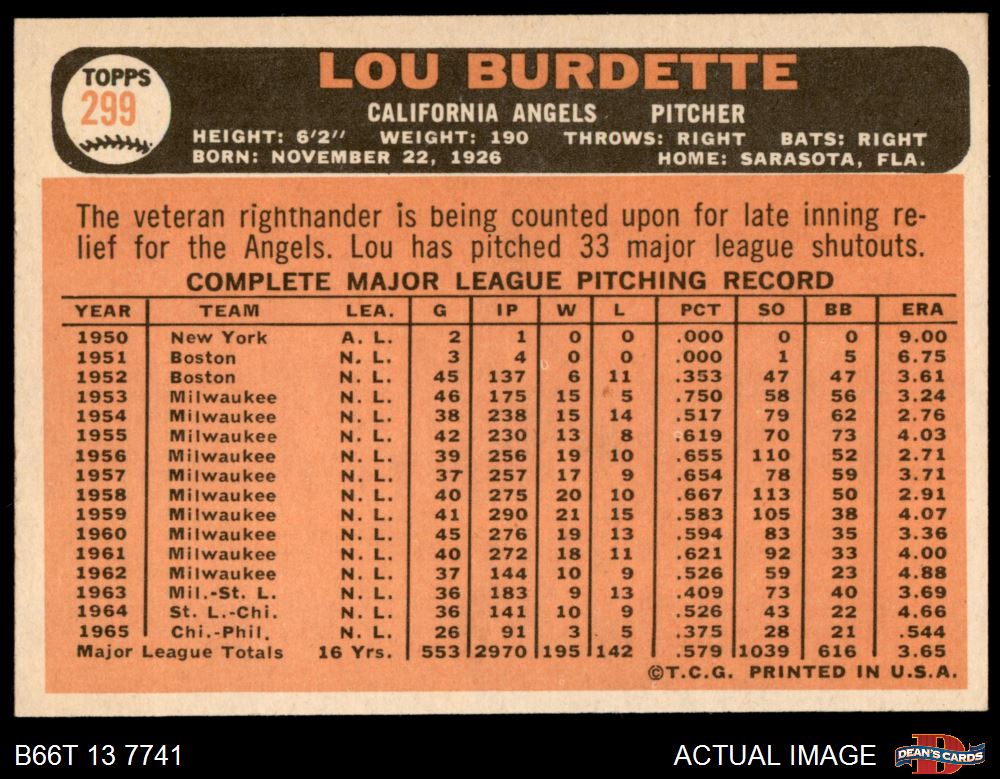 TOPPS
299
LOU BURDETTE
CALIFORNIA ANGELS PITCHER
HEIGHT: 6'2'' WEIGHT: 190 THROWS: RIGHT BATS: RIGHT
BORN: NOVEMBER 22, 1926 HOME: SARASOTA, FLA.
The veteran righthander is being counted upon for late inning re-
lief for the Angels. Lou has pitched 33 major league shutouts.
COMPLETE MAJOR LEAGUE PITCHING RECORD
YEAR TEAM LEA. G IP W L PCT SO BB ERA
1950 New York A. L. 2 1 0 0 .000 0 0 9.00
1951 Boston N. L. 3 4 0 0 .000 1 5 6.75
1952 Boston N. L. 45 137 6 11 .353 47 47 3.61
1953 Milwaukee N. L. 46 175 15 5 .750 58 56 3.24
1954 Milwaukee N. L. 38 238 15 14 .517 79 62 2.76
1955 Milwaukee N. L. 42 230 13 8 .619 70 73 4.03
1956 Milwaukee N. L. 39 256 19 10 .655 110 52 2.71
1957 Milwaukee N. L. 37 257 17 9 .654 78 59 3.71
1958 Milwaukee N. L. 40 275 20 10 .667 113 50 2.91
1959 Milwaukee N. L. 41 290 21 15 .583 105 38 4.07
1960 Milwaukee N. L. 45 276 19 13 .594 83 35 3.36
1961 Milwaukee N. L. 40 272 18 11 .621 92 33 4.00
1962 Milwaukee N. L. 37 144 10 9 .526 59 23 4.88
1963 Mil.-St. L. N. L. 36 183 9 13 .409 73 40 3.69
1964 St. L.-Chi. N. L. 36 141 10 9 .526 43 22 4.66
1965 Chi.-Phil. N. L. 26 91 3 5 .375 28 21 .544
Major League Totals 16 Yrs. 553 2970 195 142 .579 1039 616 3.65
©T.C.G. PRINTED IN U.S.A.
B66T 13 7741 ACTUAL IMAGE DEAN'S CARDS